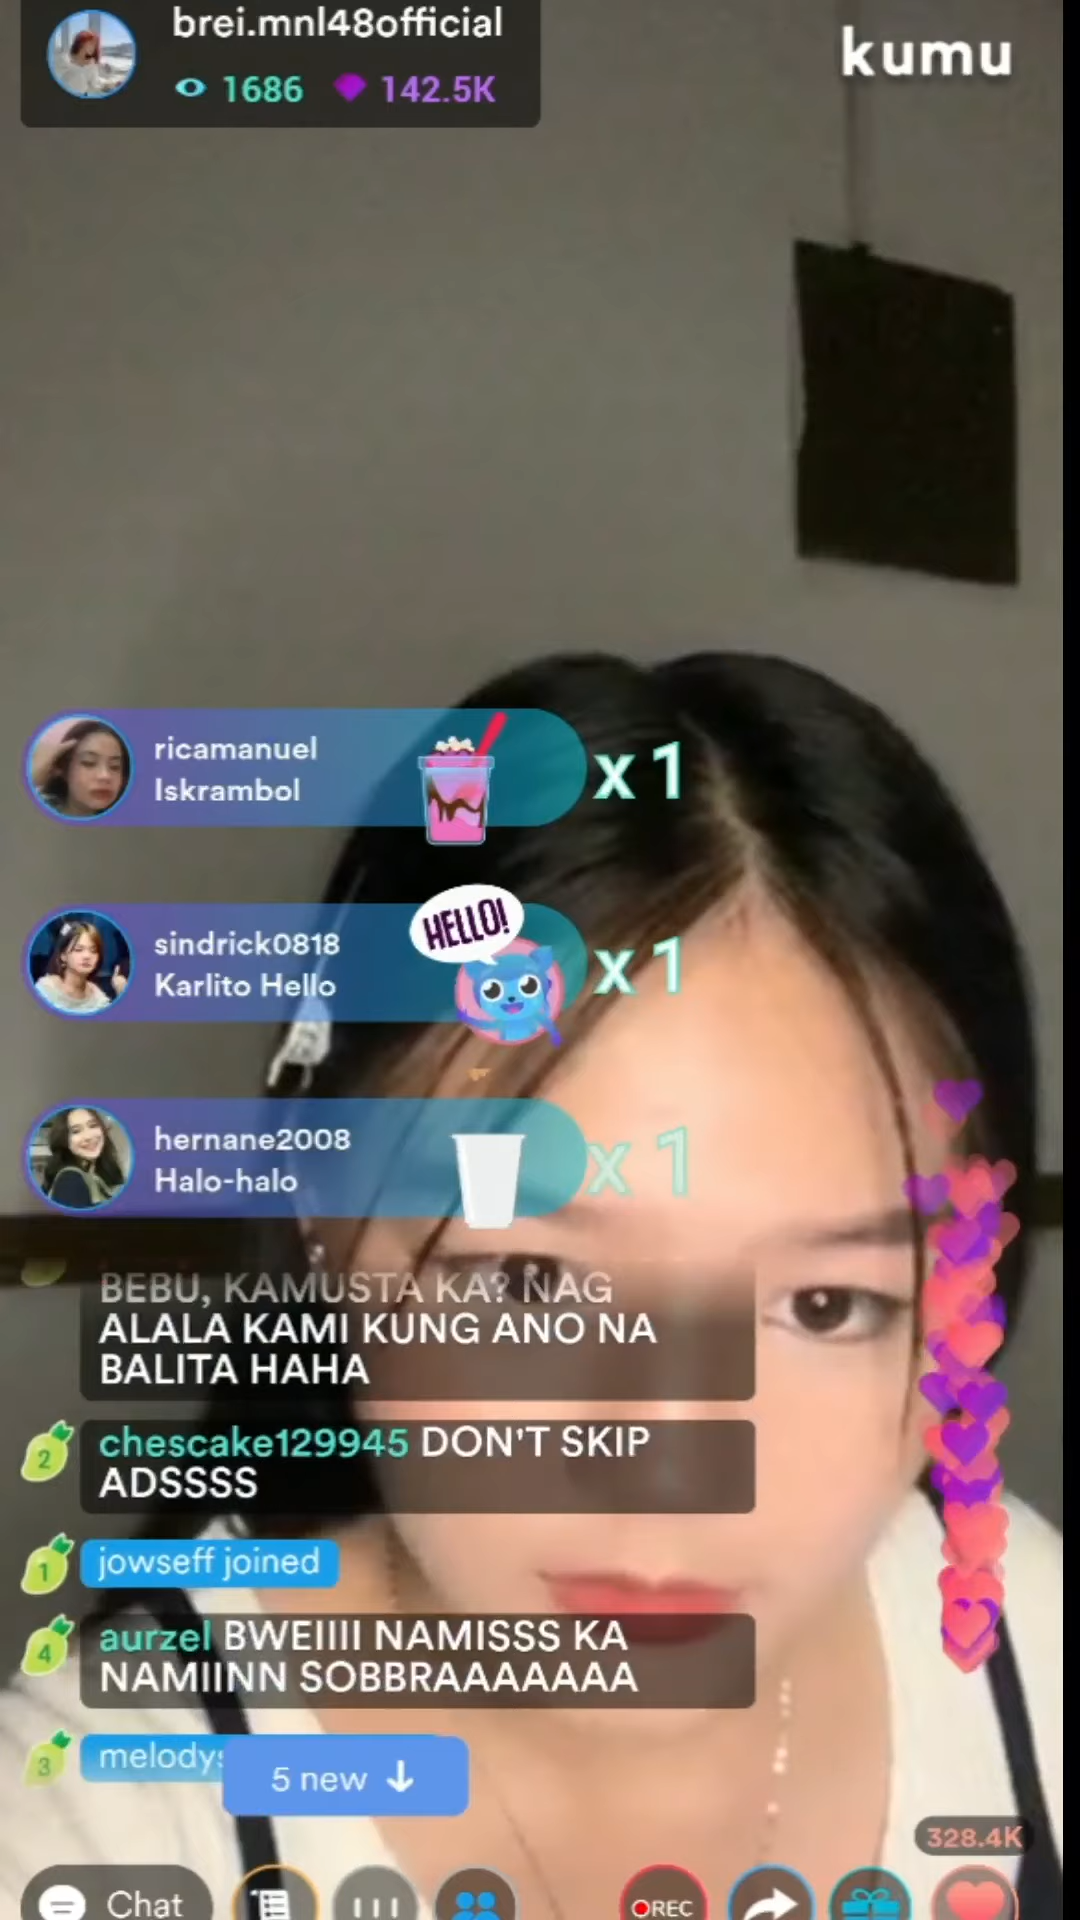 brei.mnl48official
kumu
1686 142.5K
ricamanuel
Iskrambol
x 1
HELLO!
sindrick0818
Karlito Hello
x 1
hernane2008
Halo-halo
x 1
BEBU, KAMUSTA KA? NAG
ALALA KAMI KUNG ANO NA
BALITA HAHA
2 chescake129945 DON'T SKIP
ADSSSS
1 jowseff joined
4 aurzel BWEIIII NAMISSS KA
NAMIINN SOBBRAAAAAAA
3
5 new
328.4K
Chat
REC